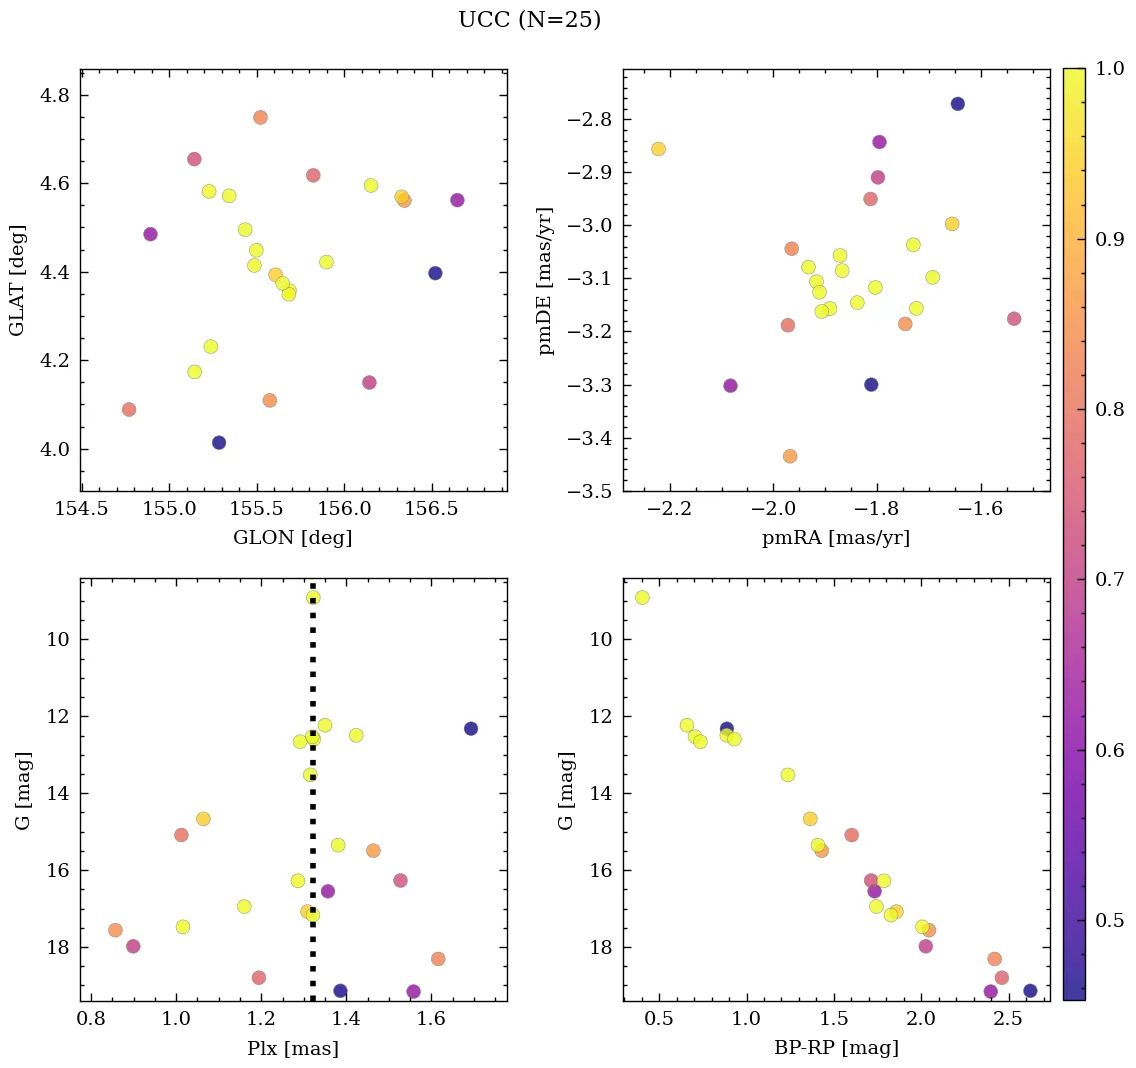 UCC (N=25)
4.8
4.6
4.4
4.2
4.0
GLAT [deg]
154.5 155.0 155.5 156.0 156.5
GLON [deg]
−2.8
−2.9
−3.0
−3.1
−3.2
−3.3
−3.4
−3.5
pmDE [mas/yr]
−2.2 −2.0 −1.8 −1.6
pmRA [mas/yr]
1.0
0.9
0.8
0.7
0.6
0.5
10
12
14
16
18
G [mag]
0.8 1.0 1.2 1.4 1.6
Plx [mas]
10
12
14
16
18
G [mag]
0.5 1.0 1.5 2.0 2.5
BP-RP [mag]